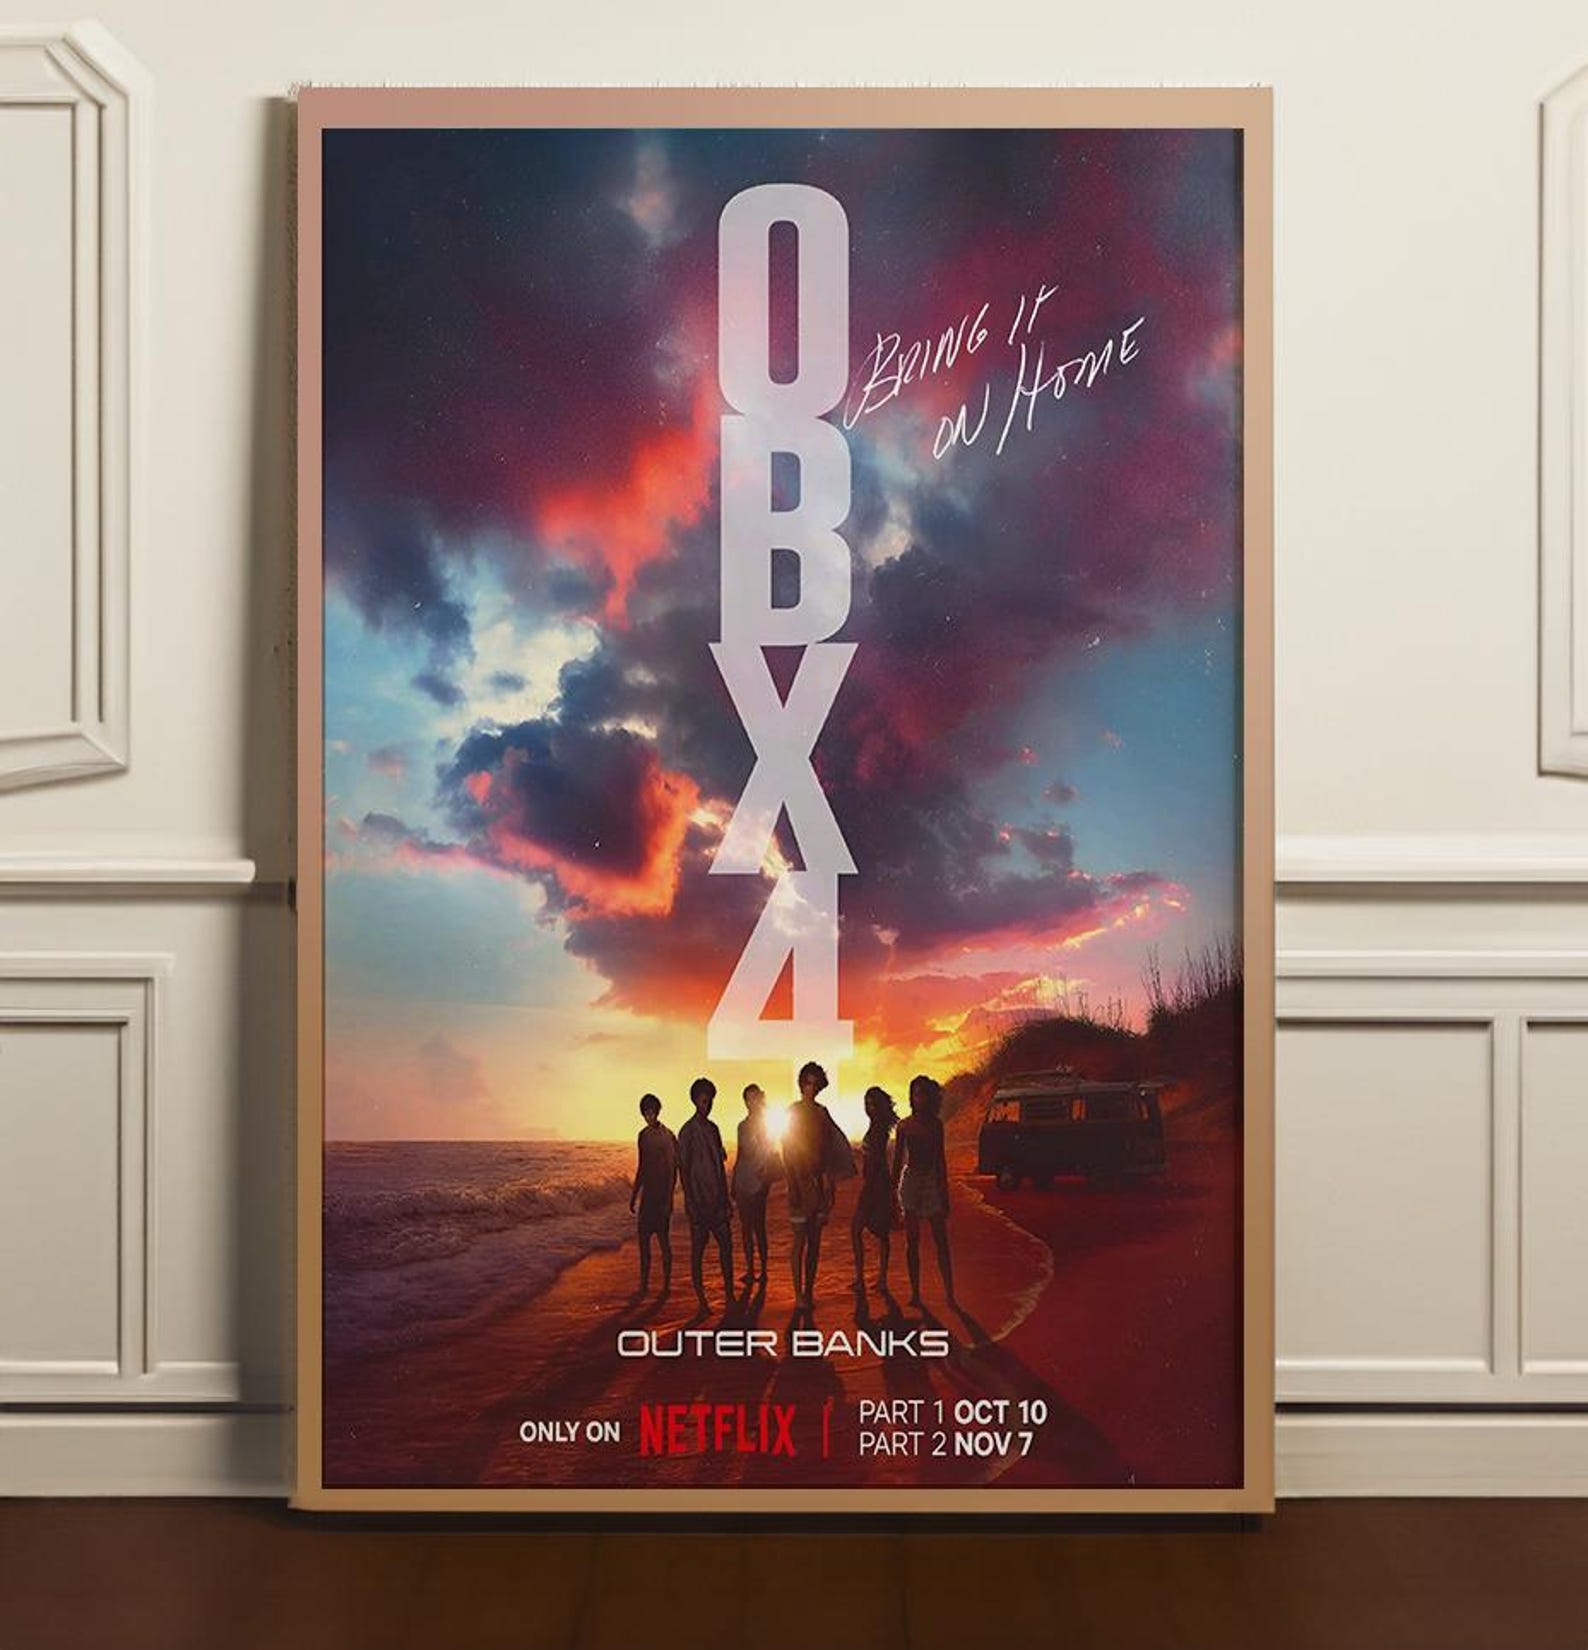 OBX4
BRING IT
ON HOME
OUTER BANKS
ONLY ON NETFLIX | PART 1 OCT 10
PART 2 NOV 7